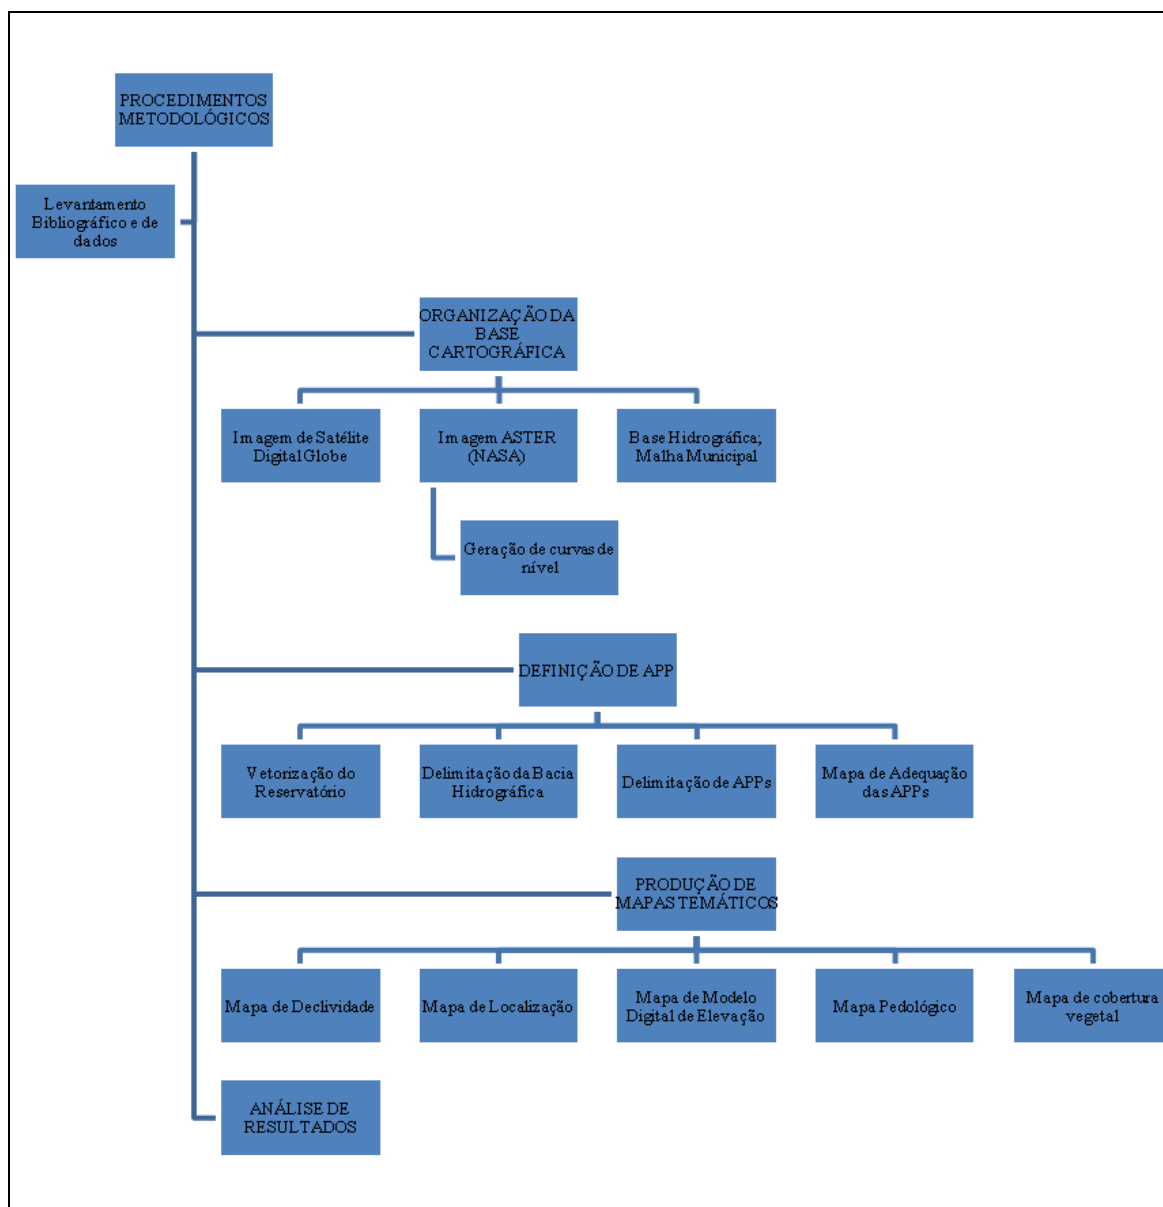 PROCEDIMENTOS
METODOLÓGICOS
Levantamento
Bibliográfico e de
dados
ORGANIZAÇÃO DA
BASE
CARTOGRÁFICA
Imagem de Satélite
Digital Globe
Imagem ASTER
(NASA)
Base Hidrográfica;
Malha Municipal
Geração de curvas de
nível
DEFINIÇÃO DE APP
Vetorização do
Reservatório
Delimitação da Bacia
Hidrográfica
Delimitação de APPs
Mapa de Adequação
das APPs
PRODUÇÃO DE
MAPAS TEMÁTICOS
Mapa de Declividade
Mapa de Localização
Mapa de Modelo
Digital de Elevação
Mapa Pedológico
Mapa de cobertura
vegetal
ANÁLISE DE
RESULTADOS